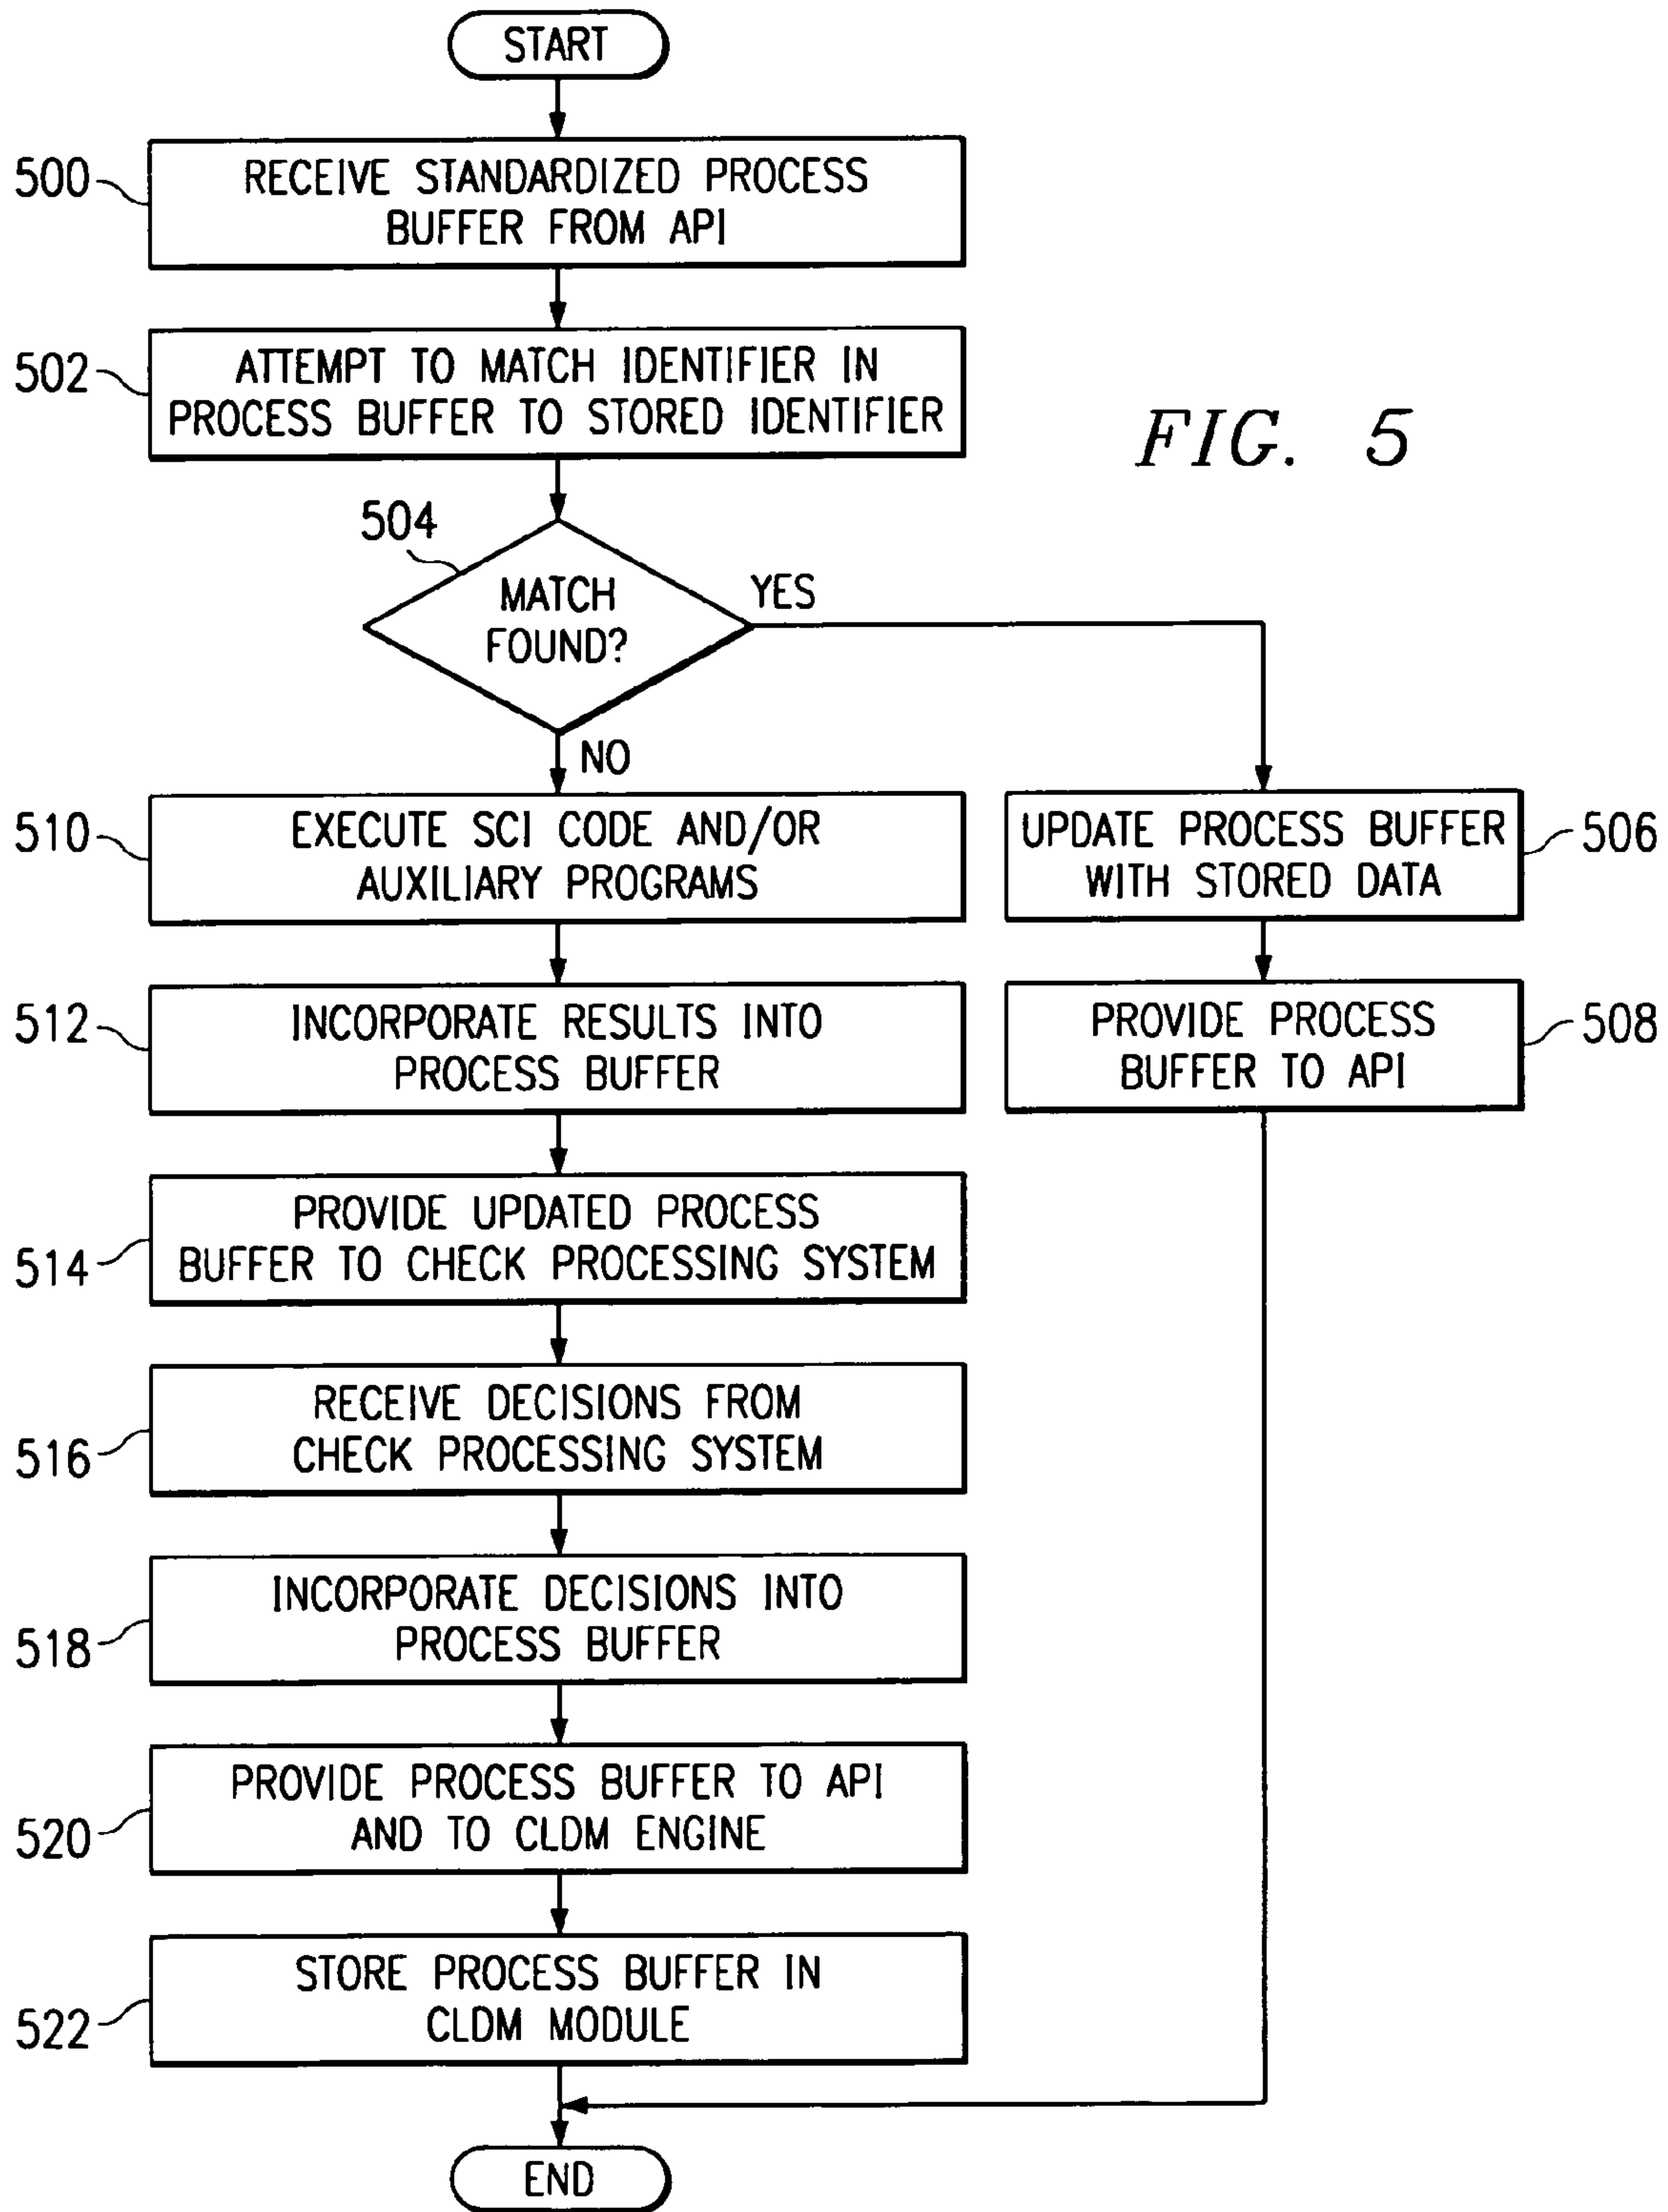 START
500
RECEIVE STANDARDIZED PROCESS
BUFFER FROM API
502
ATTEMPT TO MATCH IDENTIFIER IN
PROCESS BUFFER TO STORED IDENTIFIER
FIG. 5
504
MATCH
FOUND?
YES
NO
510
EXECUTE SCI CODE AND/OR
AUXILIARY PROGRAMS
UPDATE PROCESS BUFFER
WITH STORED DATA
506
512
INCORPORATE RESULTS INTO
PROCESS BUFFER
PROVIDE PROCESS
BUFFER TO API
508
514
PROVIDE UPDATED PROCESS
BUFFER TO CHECK PROCESSING SYSTEM
516
RECEIVE DECISIONS FROM
CHECK PROCESSING SYSTEM
518
INCORPORATE DECISIONS INTO
PROCESS BUFFER
520
PROVIDE PROCESS BUFFER TO API
AND TO CLDM ENGINE
522
STORE PROCESS BUFFER IN
CLDM MODULE
END